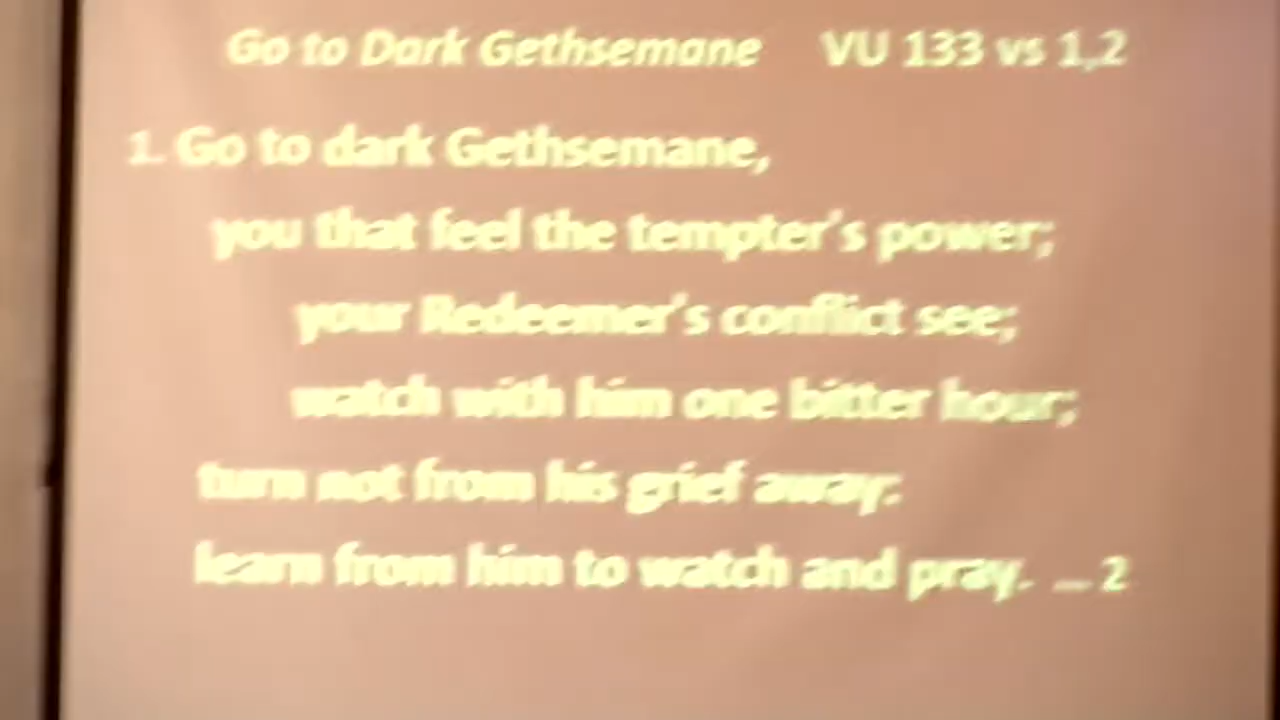 Go to Dark Gethsemane VU 133 vs 1,2
1. Go to dark Gethsemane,
you that feel the tempter's power;
your Redeemer's conflict see;
watch with him one bitter hour;
turn not from his grief away:
learn from him to watch and pray. ... 2